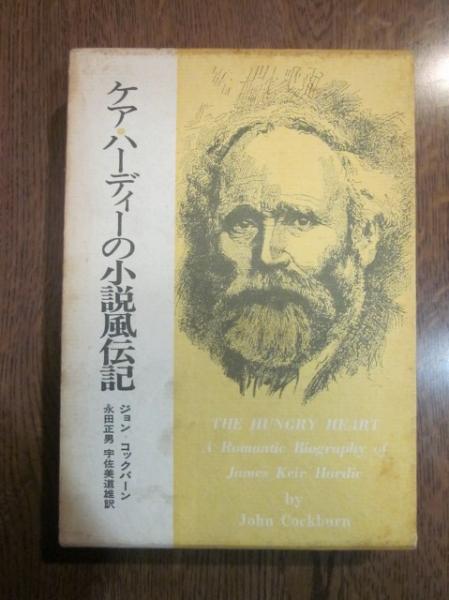 ケア・ハーディーの小説風伝記
ジョン コックバーン
永田正男 宇佐美道雄訳
THE HUNGRY HEART
A Romantic Biography of
James Keir Hardie
by
John Cockburn